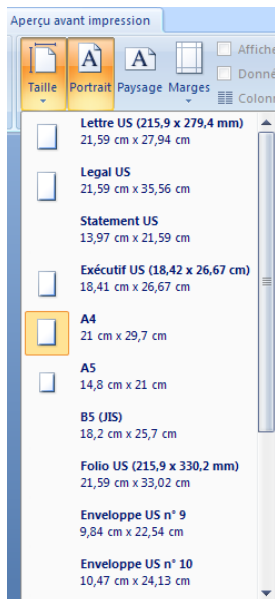 Aperçu avant impression
Taille Portrait Paysage Marges
Affiche
Donné
Colonn
Lettre US (215,9 x 279,4 mm)
21,59 cm x 27,94 cm
Legal US
21,59 cm x 35,56 cm
Statement US
13,97 cm x 21,59 cm
Exécutif US (18,42 x 26,67 cm)
18,41 cm x 26,67 cm
A4
21 cm x 29,7 cm
A5
14,8 cm x 21 cm
B5 (JIS)
18,2 cm x 25,7 cm
Folio US (215,9 x 330,2 mm)
21,59 cm x 33,02 cm
Enveloppe US n° 9
9,84 cm x 22,54 cm
Enveloppe US n° 10
10,47 cm x 24,13 cm